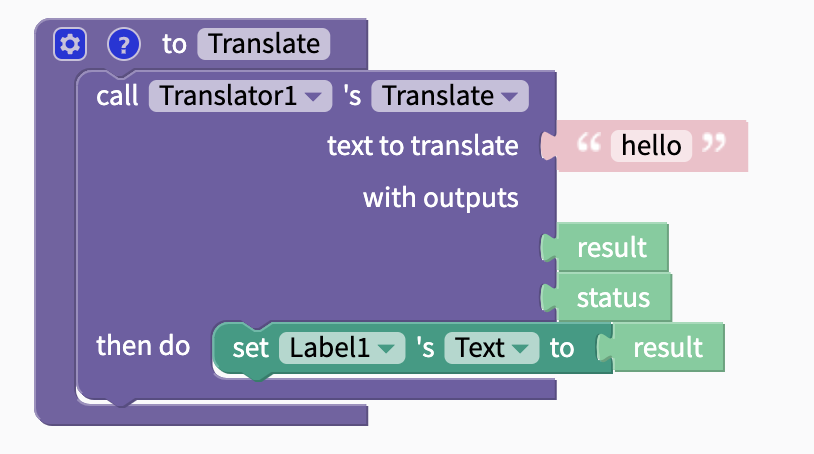 ? to Translate
call Translator1 's Translate
text to translate “ hello ”
with outputs
result
status
then do set Label1 's Text to result